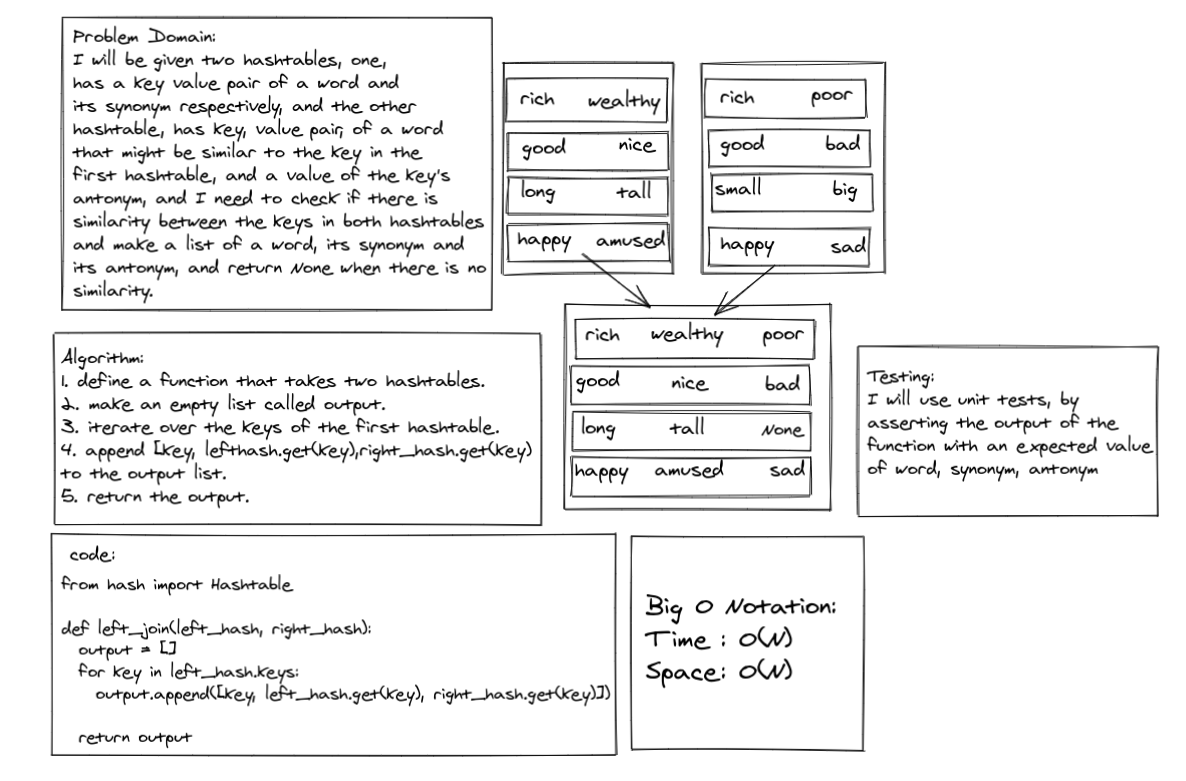 Problem Domain:
I will be given two hashtables, one,
has a key value pair of a word and
its synonym respectively, and the other
hashtable, has key, value pair, of a word
that might be similar to the key in the
first hashtable, and a value of the key's
antonym, and I need to check if there is
similarity between the keys in both hashtables
and make a list of a word, its synonym and
its antonym, and return None when there is no
similarity.
rich wealthy
good nice
long tall
happy amused
rich poor
good bad
small big
happy sad
rich wealthy poor
good nice bad
long tall None
happy amused sad
Algorithm:
1. define a function that takes two hashtables.
2. make an empty list called output.
3. iterate over the keys of the first hashtable.
4. append [key, lefthash.get(key),right_hash.get(key)
to the output list.
5. return the output.
Testing:
I will use unit tests, by
asserting the output of the
function with an expected value
of word, synonym, antonym
code:
from hash import Hashtable
def left_join(left_hash, right_hash):
output = []
for key in left_hash.keys:
output.append([key, left_hash.get(key), right_hash.get(key)])
return output
Big O Notation:
Time : O(N)
Space: O(N)